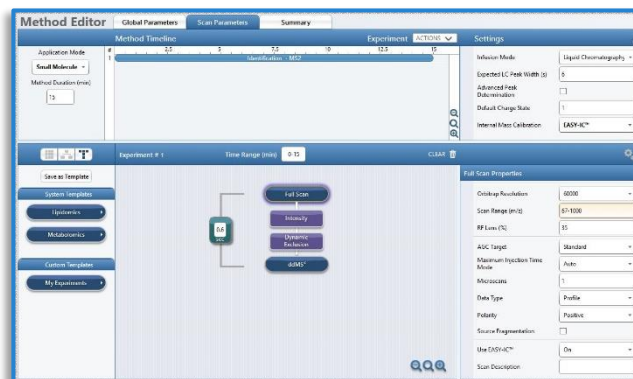 Method Editor
Global Parameters
Scan Parameters
Summary
Application Mode
Small Molecule
Method Duration (min)
15
Method Timeline
Experiment
ACTIONS
# 2.5 5 7.5 10 12.5 15
1
Identification - MS2
Settings
Infusion Mode
Liquid Chromatography
Expected LC Peak Width (s)
6
Advanced Peak
Determination
Default Charge State
1
Internal Mass Calibration
EASY-IC™
Save as Template
System Templates
Lipidomics
Metabolomics
Custom Templates
My Experiments
Experiment # 1
Time Range (min)
0-15
CLEAR
Full Scan
Intensity
Dynamic
Exclusion
ddMS²
0.6
SEC
Full Scan Properties
Orbitrap Resolution
60000
Scan Range (m/z)
67-1000
RF Lens (%)
35
AGC Target
Standard
Maximum Injection Time
Mode
Auto
Microscans
1
Data Type
Profile
Polarity
Positive
Source Fragmentation
Use EASY-IC™
On
Scan Description